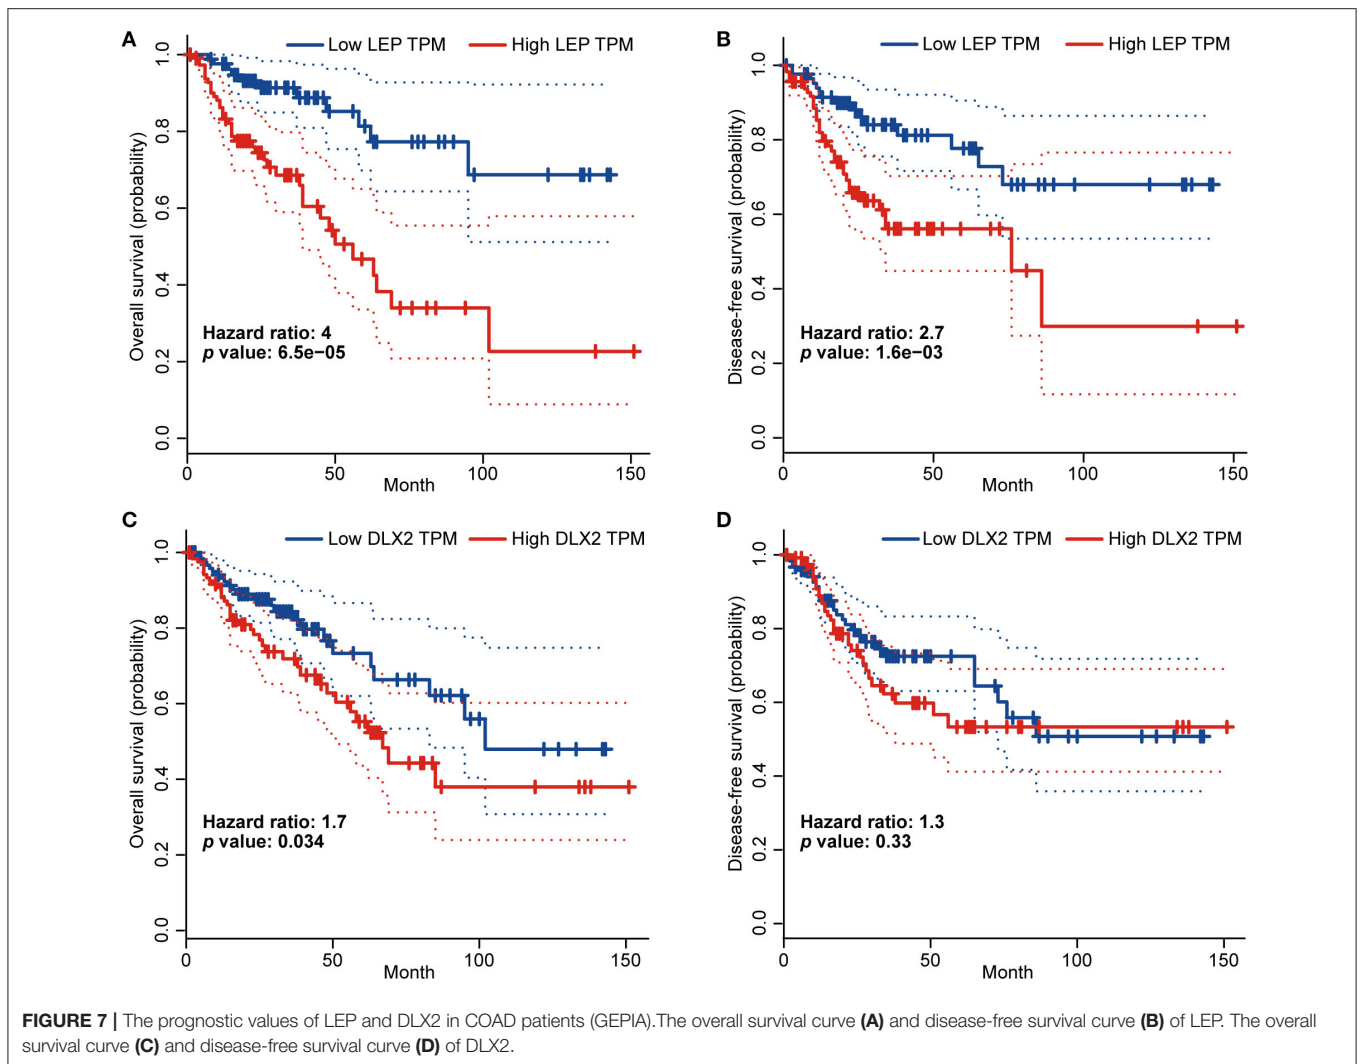 A
Low LEP TPM
High LEP TPM
Overall survival (probability)
1.0
0.8
0.6
0.4
0.2
0.0
Hazard ratio: 4
p value: 6.5e−05
0
50
100
150
Month
B
Low LEP TPM
High LEP TPM
Disease-free survival (probability)
1.0
0.8
0.6
0.4
0.2
0.0
Hazard ratio: 2.7
p value: 1.6e−03
0
50
100
150
Month
C
Low DLX2 TPM
High DLX2 TPM
Overall survival (probability)
1.0
0.8
0.6
0.4
0.2
0.0
Hazard ratio: 1.7
p value: 0.034
0
50
100
150
Month
D
Low DLX2 TPM
High DLX2 TPM
Disease-free survival (probability)
1.0
0.8
0.6
0.4
0.2
0.0
Hazard ratio: 1.3
p value: 0.33
0
50
100
150
Month
FIGURE 7 | The prognostic values of LEP and DLX2 in COAD patients (GEPIA).The overall survival curve (A) and disease-free survival curve (B) of LEP. The overall
survival curve (C) and disease-free survival curve (D) of DLX2.